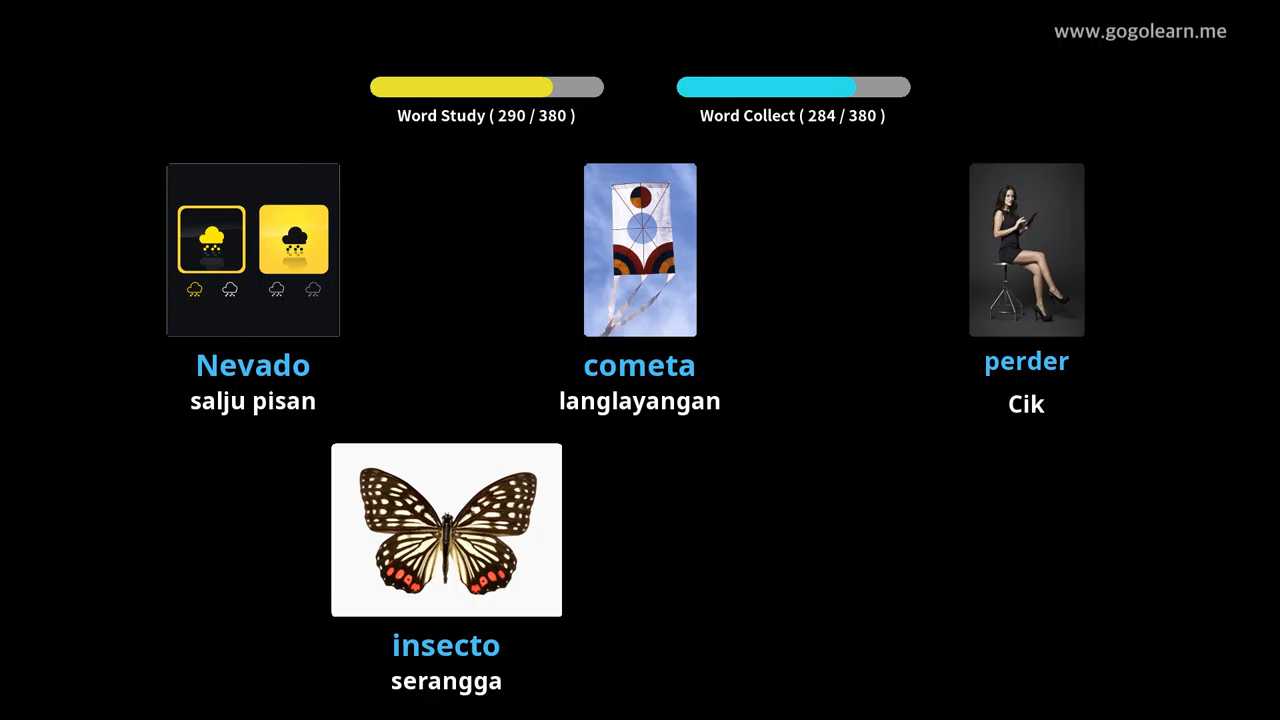 www.gogolearn.me
Word Study ( 290 / 380 )
Word Collect ( 284 / 380 )
Nevado
salju pisan
cometa
langlayangan
perder
Cik
insecto
serangga